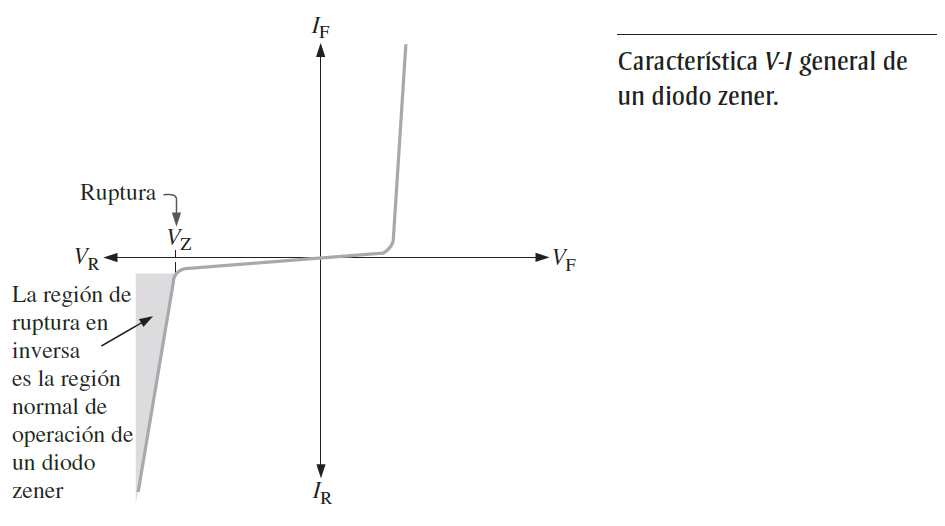 I_F
Característica V-I general de
un diodo zener.
Ruptura
V_Z
V_R
V_F
La región de
ruptura en
inversa
es la región
normal de
operación de
un diodo
zener
I_R